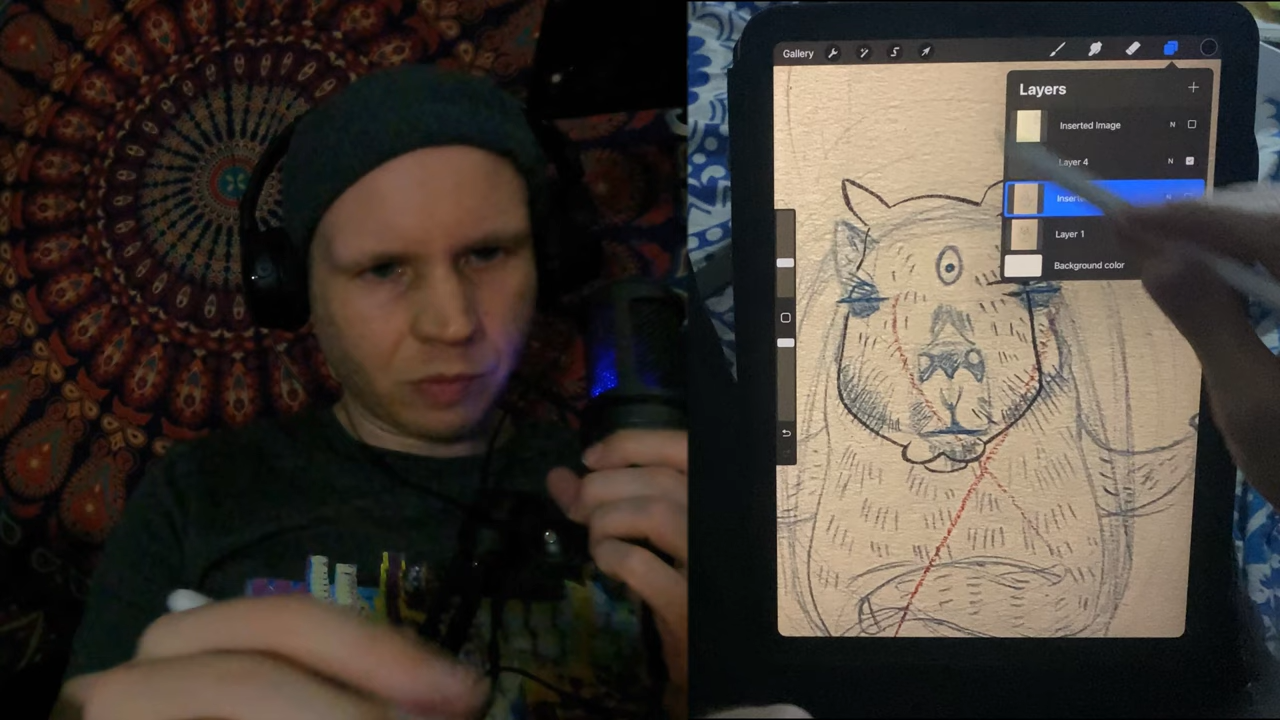 Gallery
Layers
Inserted Image N
Layer 4 N
Layer 1
Background color